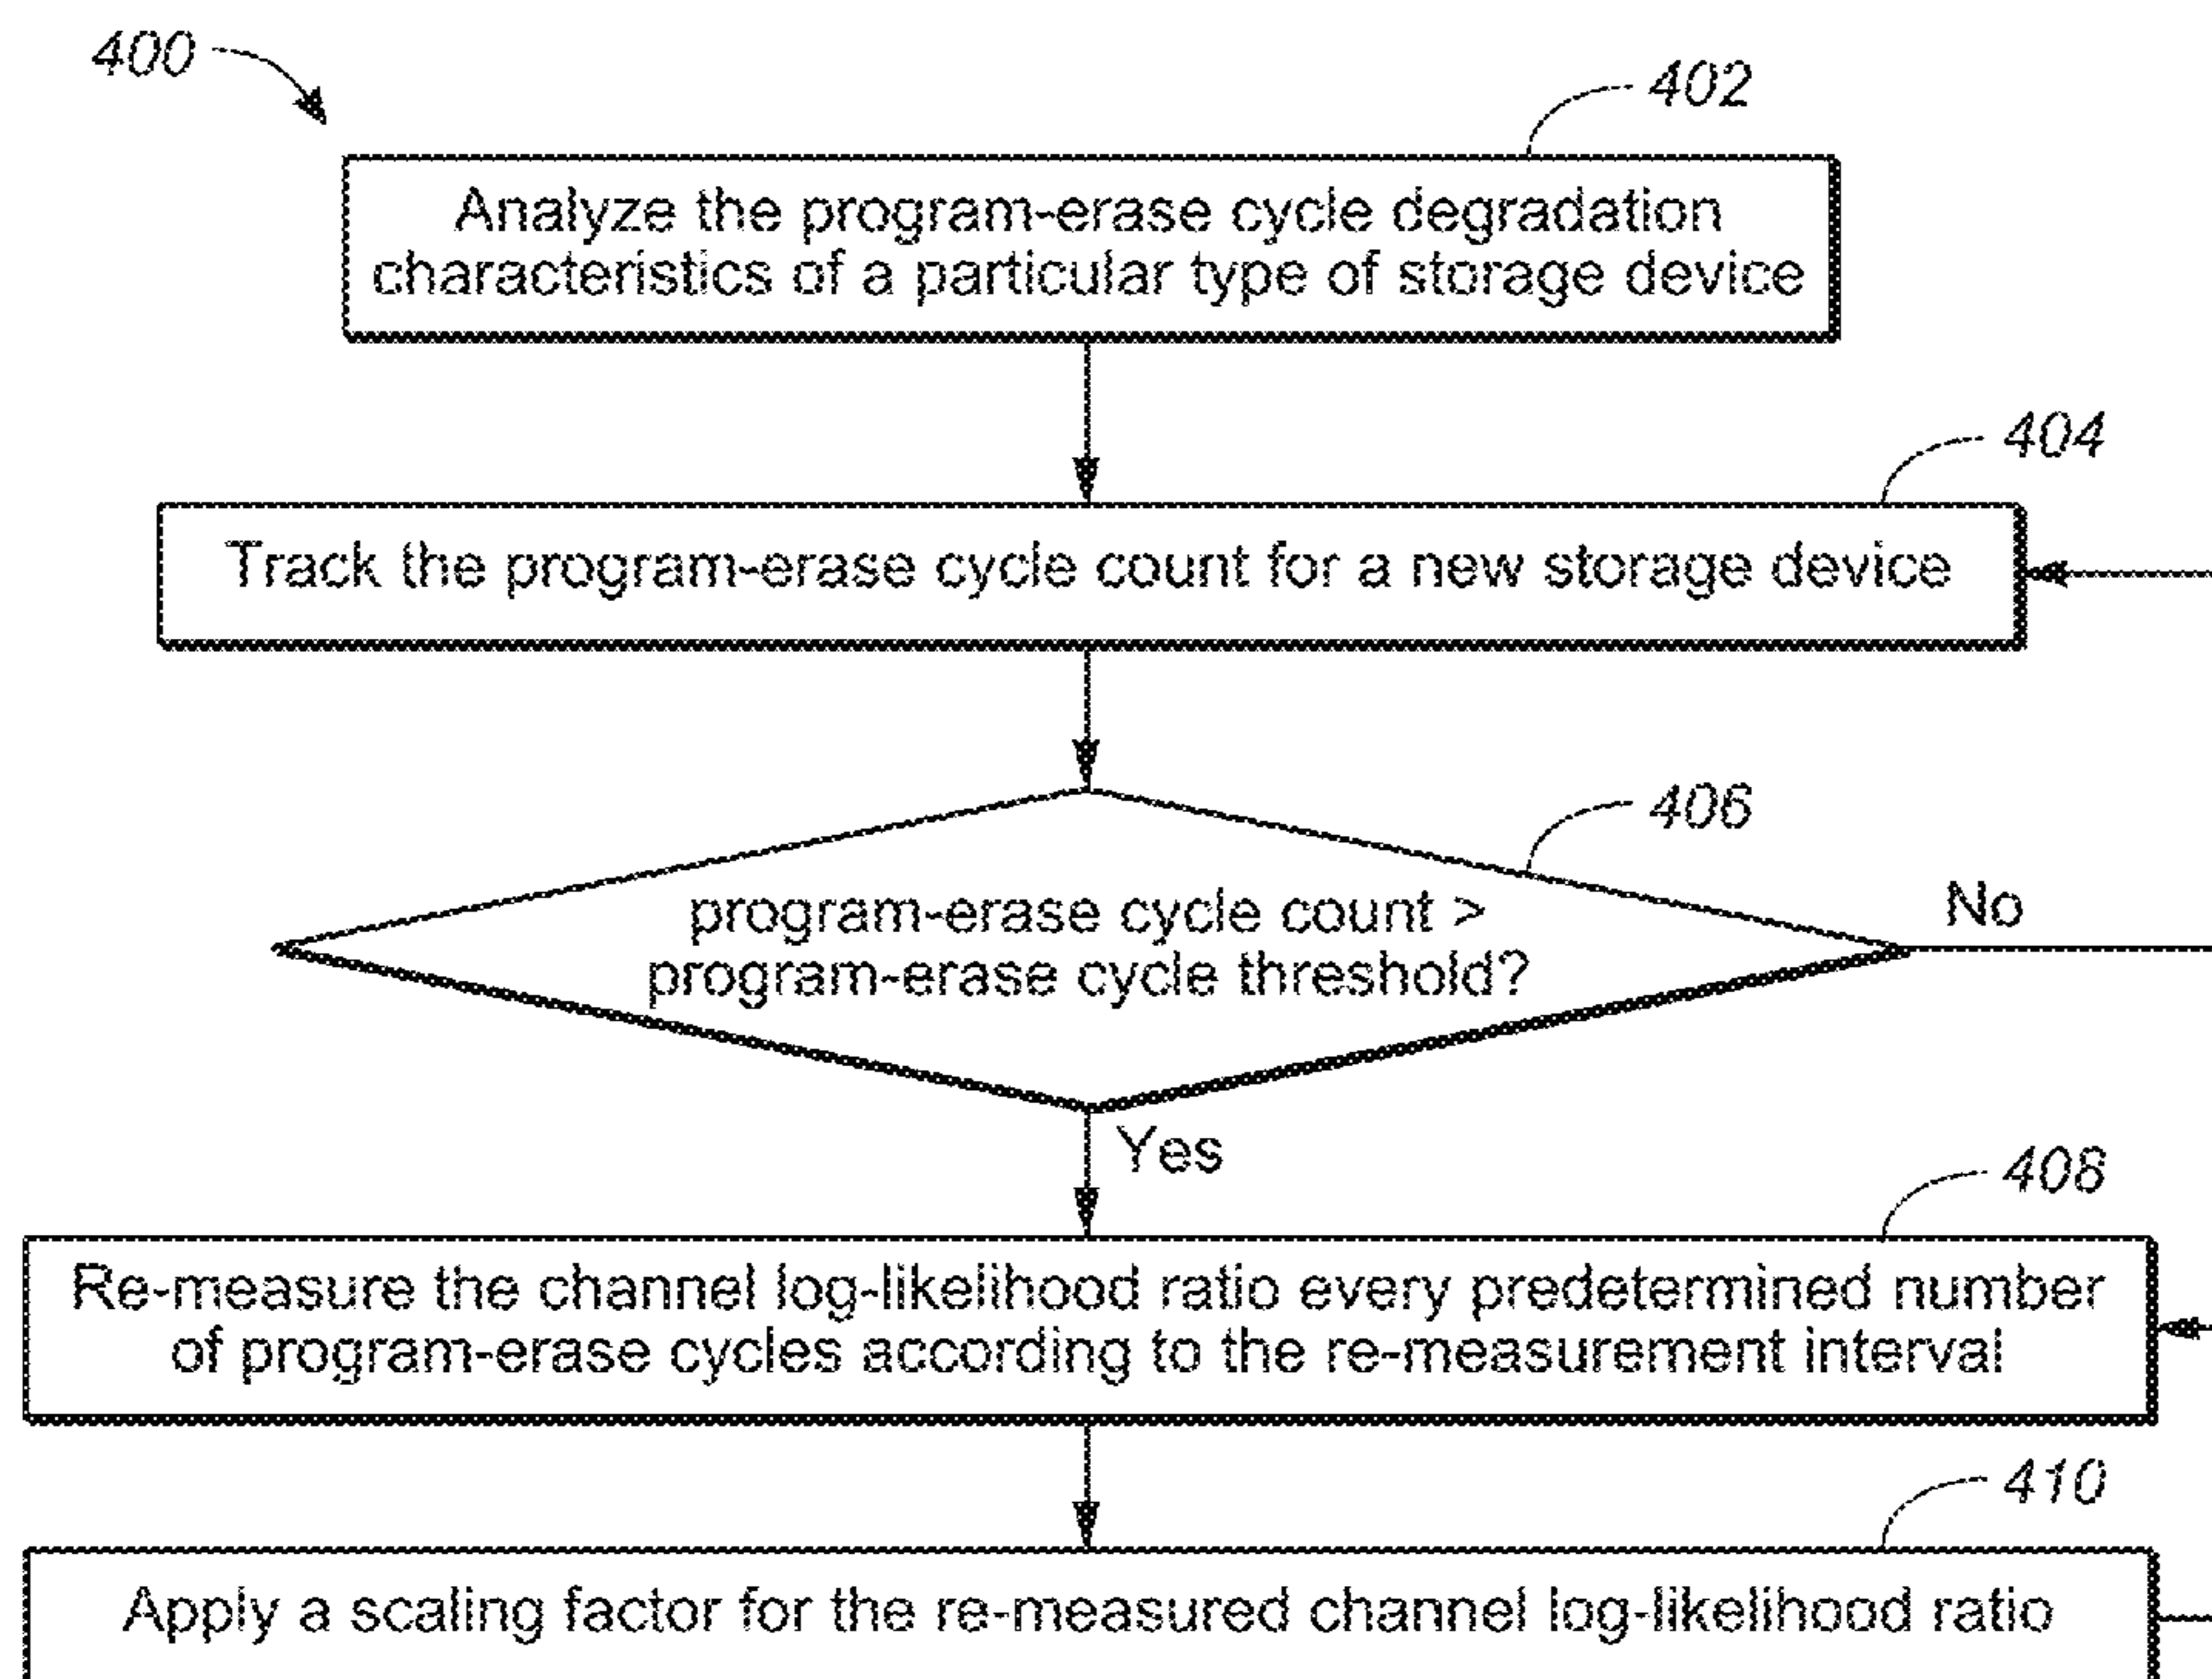 400
402
Analyze the program-erase cycle degradation
characteristics of a particular type of storage device
404
Track the program-erase cycle count for a new storage device
406
program-erase cycle count >
program-erase cycle threshold?
No
Yes
408
Re-measure the channel log-likelihood ratio every predetermined number
of program-erase cycles according to the re-measurement interval
410
Apply a scaling factor for the re-measured channel log-likelihood ratio